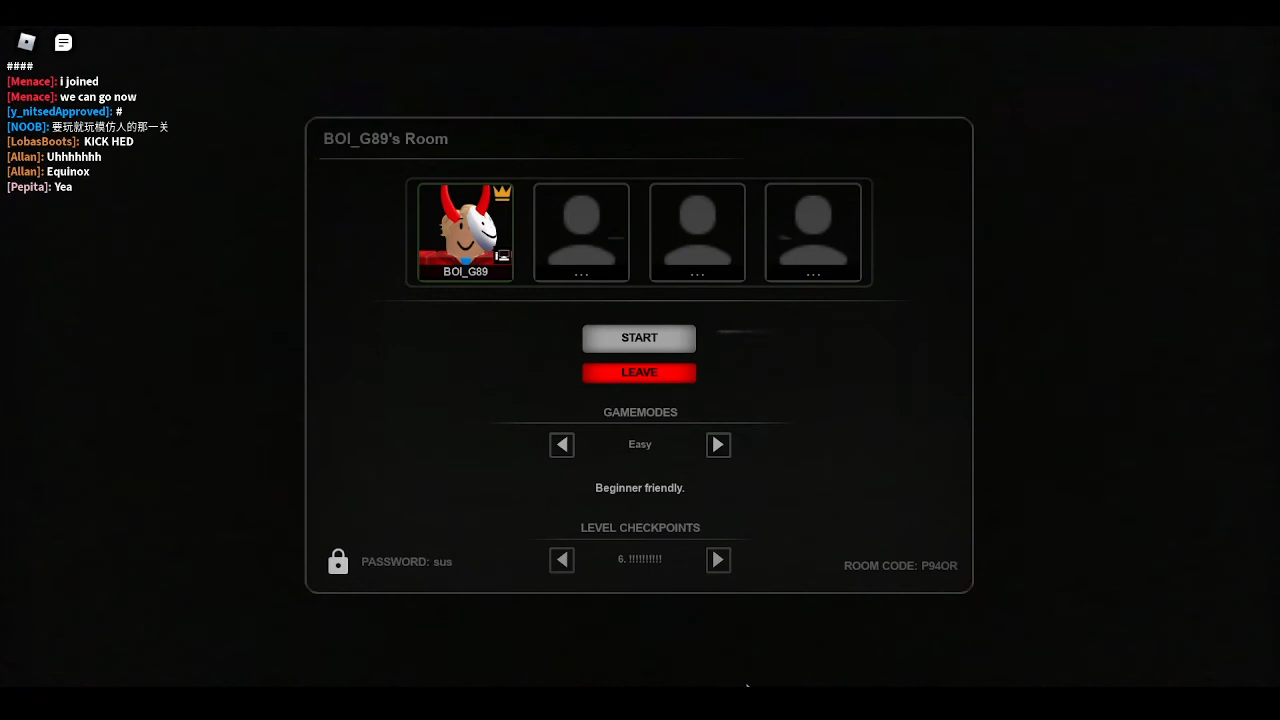 ####
[Menace]: i joined
[Menace]: we can go now
[y_nitsedApproved]: #
[NOOB]: 要玩就玩模仿人的那一关
[LobasBoots]: KICK HED
[Allan]: Uhhhhhhh
[Allan]: Equinox
[Pepita]: Yea
BOI_G89's Room
BOI_G89
...
...
...
START
LEAVE
GAMEMODES
Easy
Beginner friendly.
LEVEL CHECKPOINTS
6. !!!!!!!!!!
PASSWORD: sus
ROOM CODE: P94OR